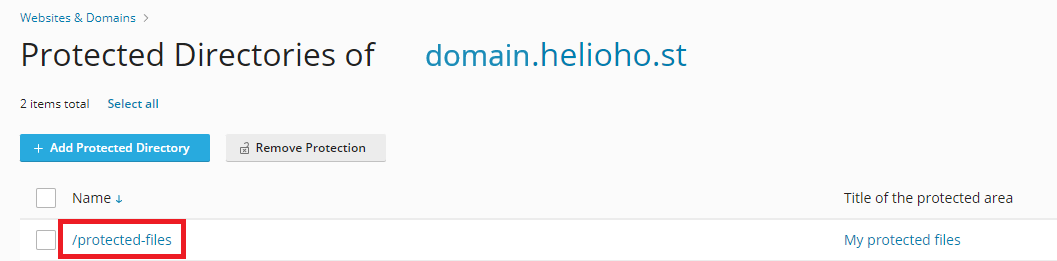 Websites & Domains >
Protected Directories of domain.helioho.st
2 items total Select all
+ Add Protected Directory Remove Protection
Name ↓ Title of the protected area
/protected-files My protected files